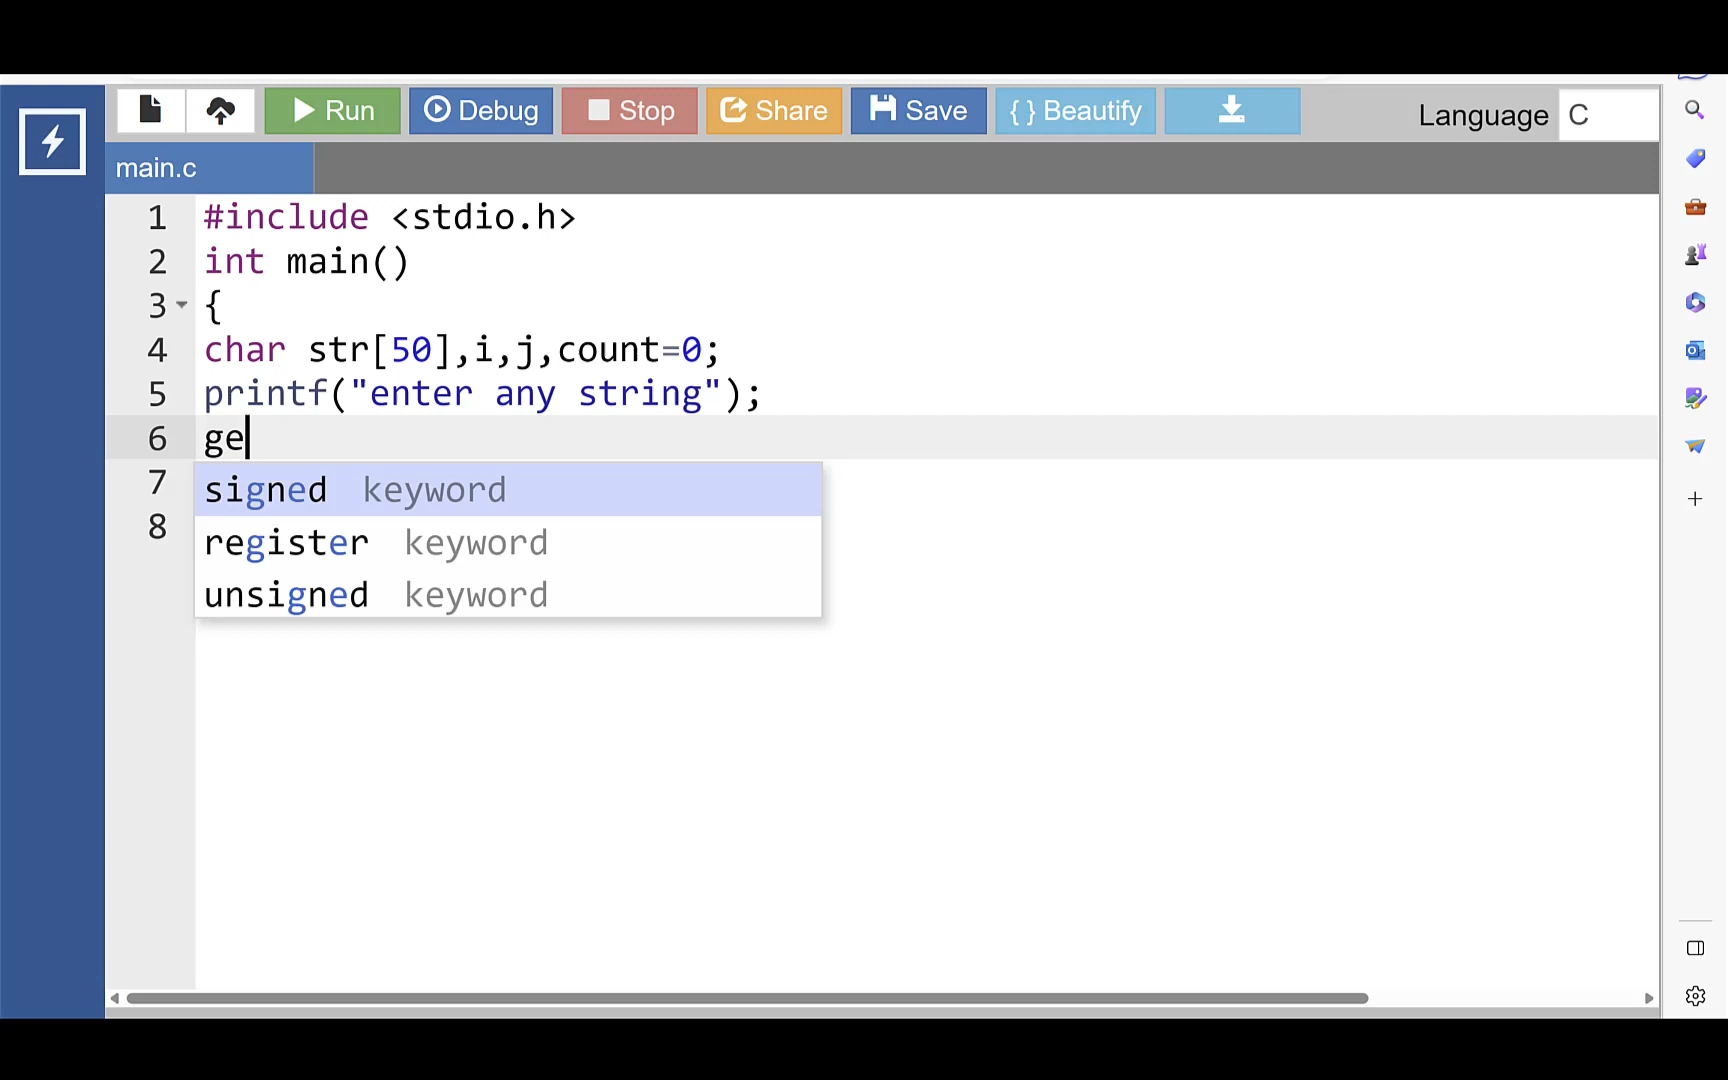 Run Debug Stop Share Save { } Beautify Language C
main.c
1 #include <stdio.h>
2 int main()
3 {
4 char str[50],i,j,count=0;
5 printf("enter any string");
6 ge
7
8
signed keyword
register keyword
unsigned keyword